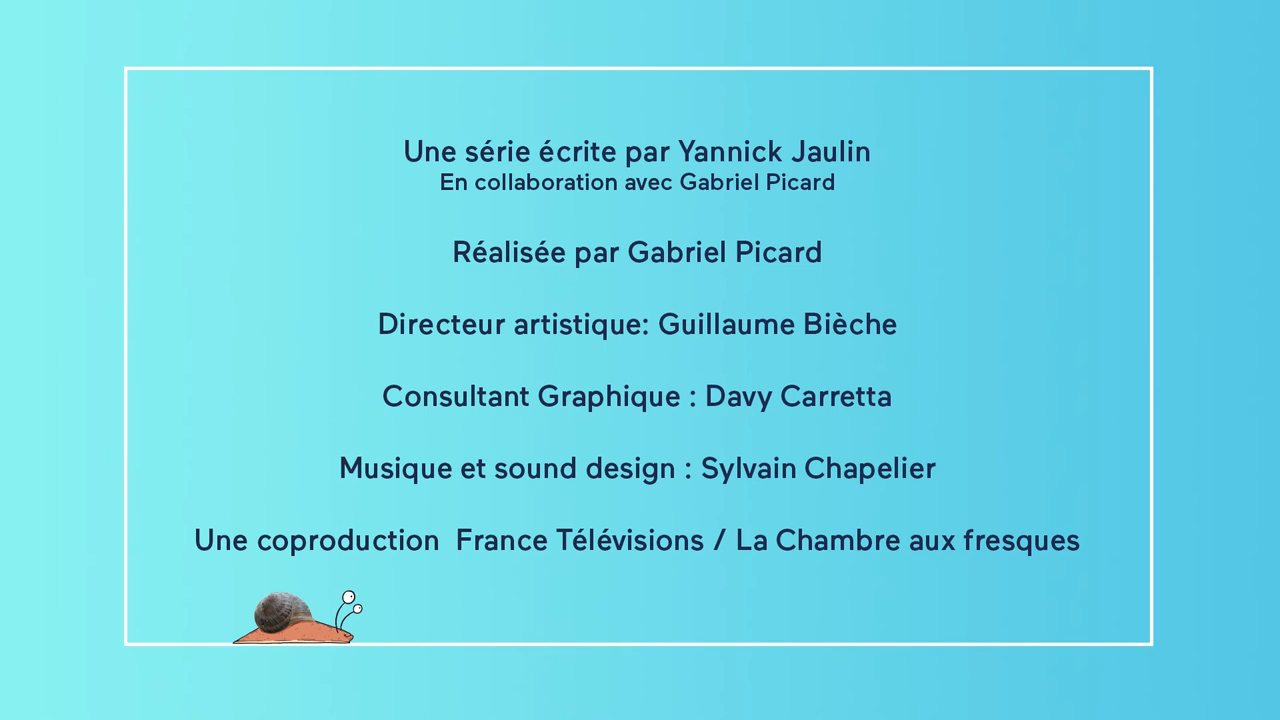 Une série écrite par Yannick Jaulin
En collaboration avec Gabriel Picard
Réalisée par Gabriel Picard
Directeur artistique: Guillaume Bièche
Consultant Graphique : Davy Carretta
Musique et sound design : Sylvain Chapelier
Une coproduction  France Télévisions / La Chambre aux fresques